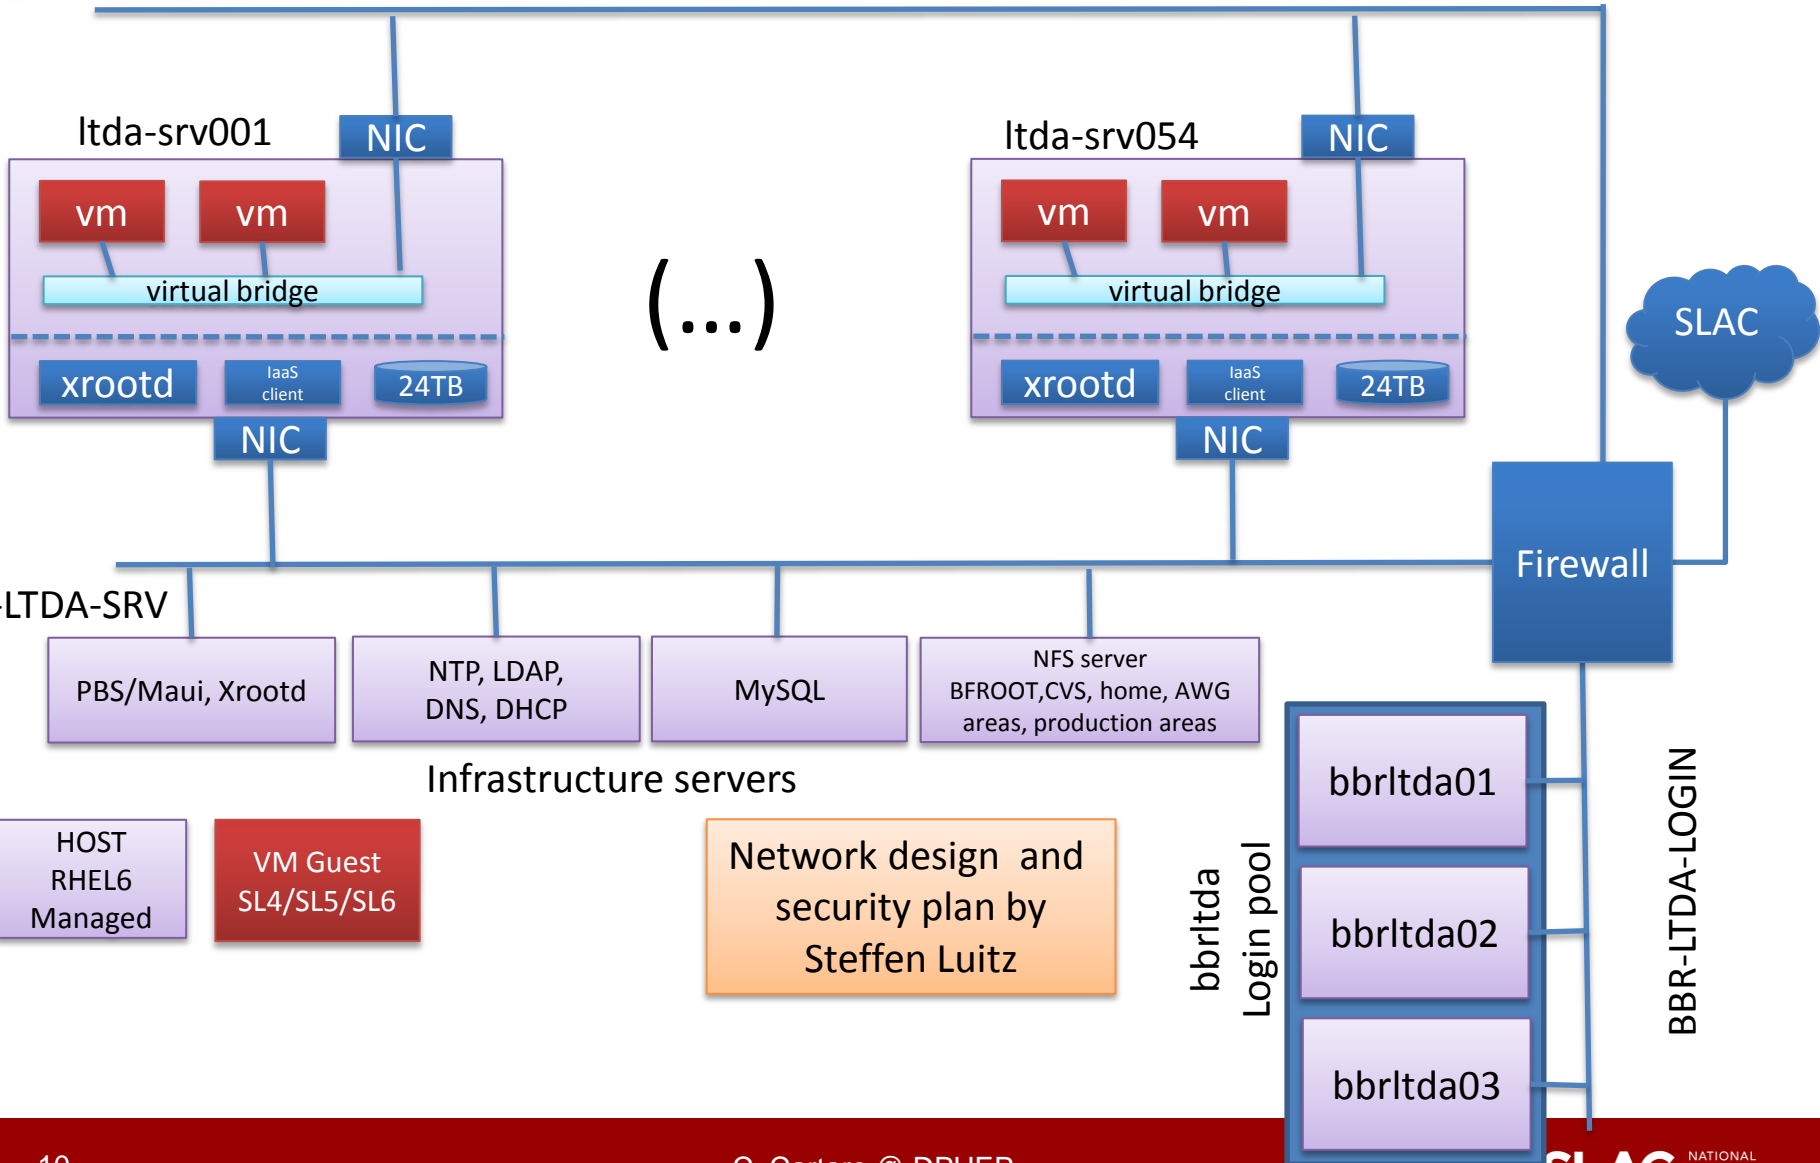 ltda-srv001
NIC
ltda-srv054
NIC
vm
vm
virtual bridge
xrootd
IaaS
client
24TB
NIC
(...)
vm
vm
virtual bridge
xrootd
IaaS
client
24TB
NIC
SLAC
Firewall
-LTDA-SRV
PBS/Maui, Xrootd
NTP, LDAP,
DNS, DHCP
MySQL
NFS server
BFROOT,CVS, home, AWG
areas, production areas
Infrastructure servers
HOST
RHEL6
Managed
VM Guest
SL4/SL5/SL6
Network design and
security plan by
Steffen Luitz
bbrltda
Login pool
bbrltda01
bbrltda02
bbrltda03
BBR-LTDA-LOGIN
10
@ DPHEP
SLAC
NATIONAL